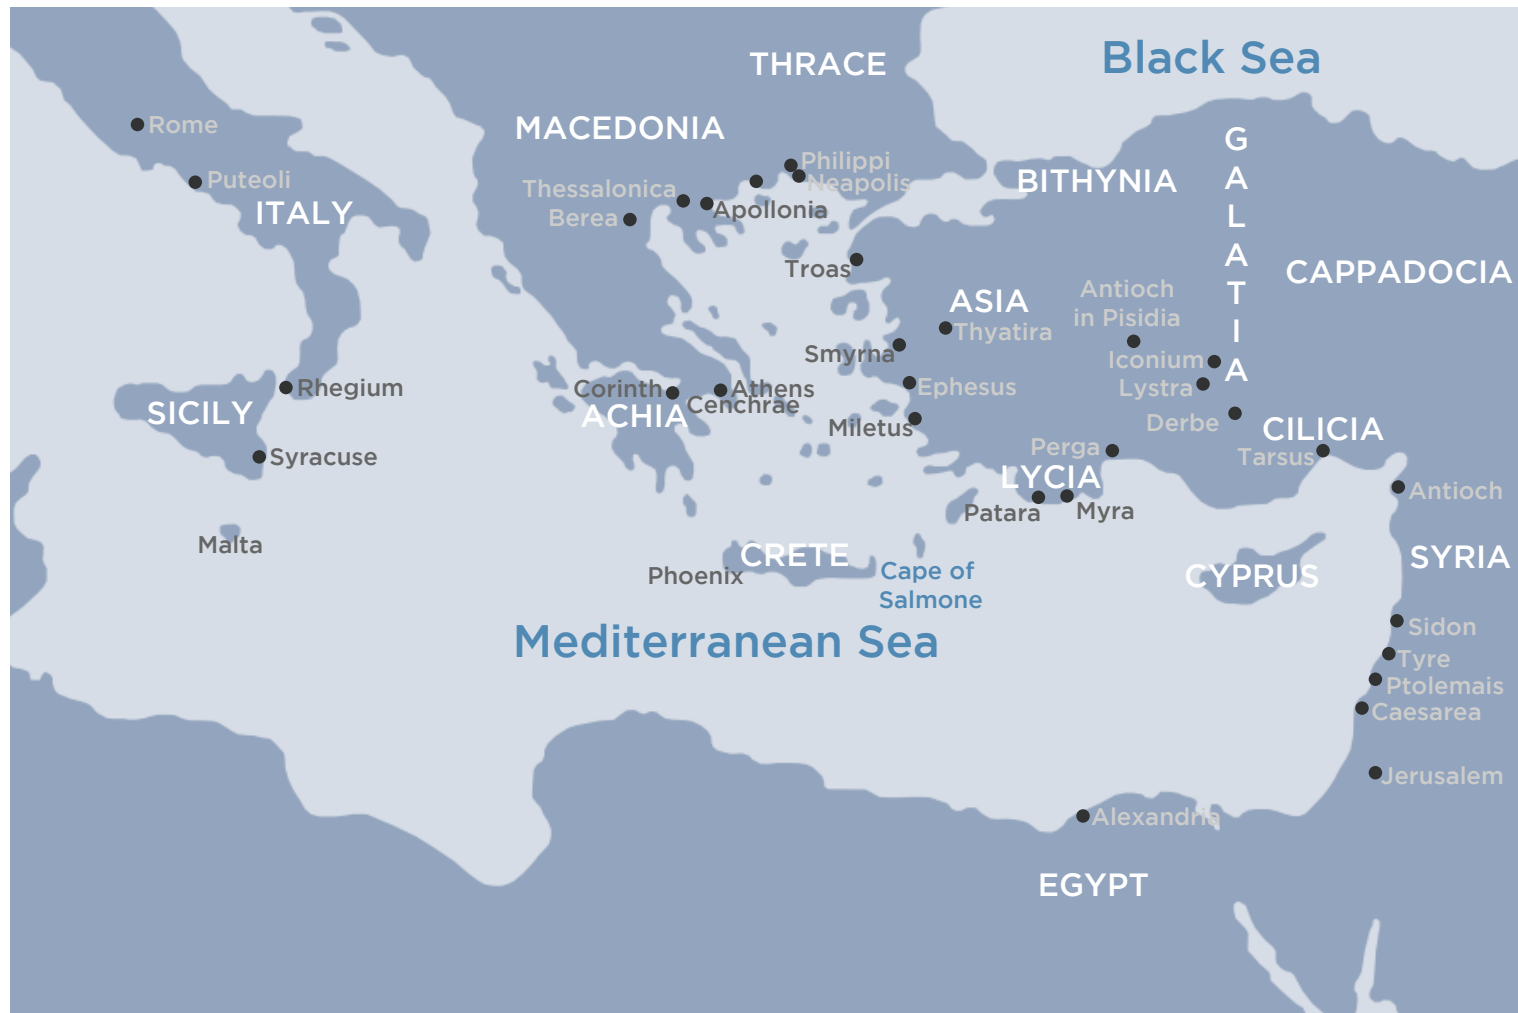 Black Sea
THRACE
MACEDONIA
G
A
L
A
T
I
A
Rome
Philippi
Neapolis
Puteoli
BITHYNIA
Thessalonica
ITALY
Apollonia
Berea
Troas
CAPPADOCIA
Antioch
in Pisidia
ASIA
Thyatira
Smyrna
Iconium
Lystra
Rhegium
Corinth
Athens
Ephesus
Cenchrae
SICILY
ACHIA
Miletus
Derbe
CILICIA
Perga
Tarsus
Syracuse
LYCIA
Antioch
Patara
Myra
Malta
CRETE
SYRIA
Phoenix
Cape of
Salmone
CYPRUS
Sidon
Mediterranean Sea
Tyre
Ptolemais
Caesarea
Jerusalem
Alexandria
EGYPT